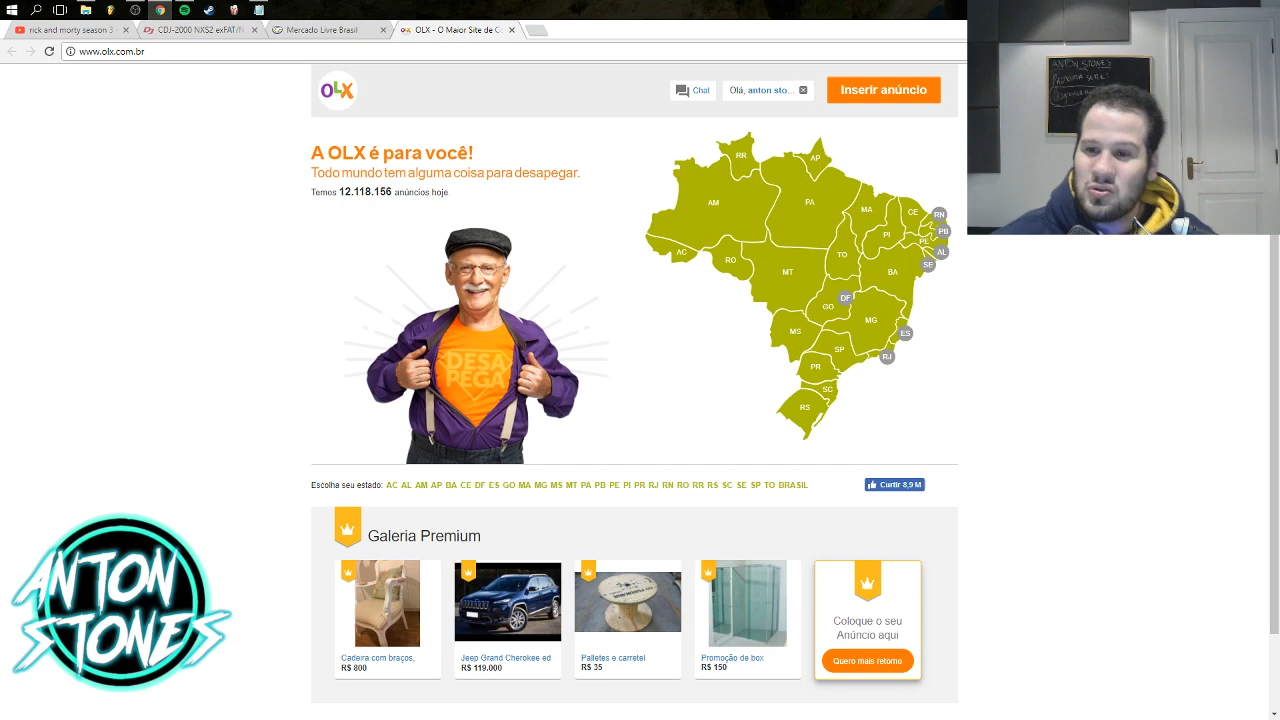 rick and morty season 3
CDJ-2000 NXS2 exFAT/N
Mercado Livre Brasil
OLX - O Maior Site de C
www.olx.com.br
OLX
Chat
Olá, anton sto...
Inserir anúncio
ANTON STONES
A OLX é para você!
Todo mundo tem alguma coisa para desapegar.
Temos 12.118.156 anúncios hoje.
DESA
PEGA
RR
AP
AM
PA
MA
CE
RN
PB
PI
PE
AL
SE
AC
RO
TO
MT
BA
DF
GO
MG
MS
ES
SP
RJ
PR
SC
RS
Escolha seu estado: AC AL AM AP BA CE DF ES GO MA MG MS MT PA PB PE PI PR RJ RN RO RR RS SC SE SP TO BRASIL
Curtir 8,9 M
Galeria Premium
Cadeira com braços,
R$ 800
Jeep Grand Cherokee ed
R$ 119.000
Palletes e carretel
R$ 35
Promoção de box
R$ 150
Coloque o seu
Anúncio aqui
Quero mais retorno
ANTON
STONES